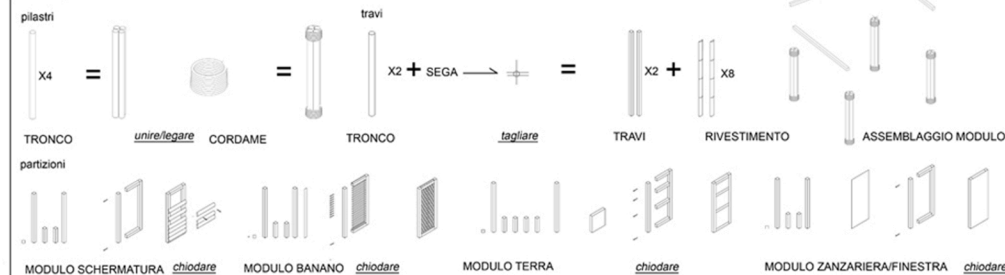 pilastri
travi
X4
=
=
X2 + SEGA
=
X2 +
X8
TRONCO
unire/legare
CORDAME
TRONCO
tagliare
TRAVI
RIVESTIMENTO
ASSEMBLAGGIO MODULO
partizioni
MODULO SCHERMATURA
chiodare
MODULO BANANO
chiodare
MODULO TERRA
chiodare
MODULO ZANZARIERA/FINESTRA
chiodare